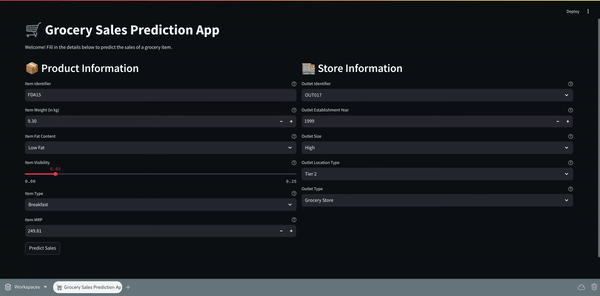 Deploy
Grocery Sales Prediction App
Welcome! Fill in the details below to predict the sales of a grocery item.
Product Information
Item Identifier
FDA15
Item Weight (in kg)
9.30
Item Fat Content
Low Fat
Item Visibility
0.03
0.00
0.25
Item Type
Breakfast
Item MRP
249.81
Predict Sales
Store Information
Outlet Identifier
OUT017
Outlet Establishment Year
1999
Outlet Size
High
Outlet Location Type
Tier 2
Outlet Type
Grocery Store
Workspaces
Grocery Sales Prediction Ap